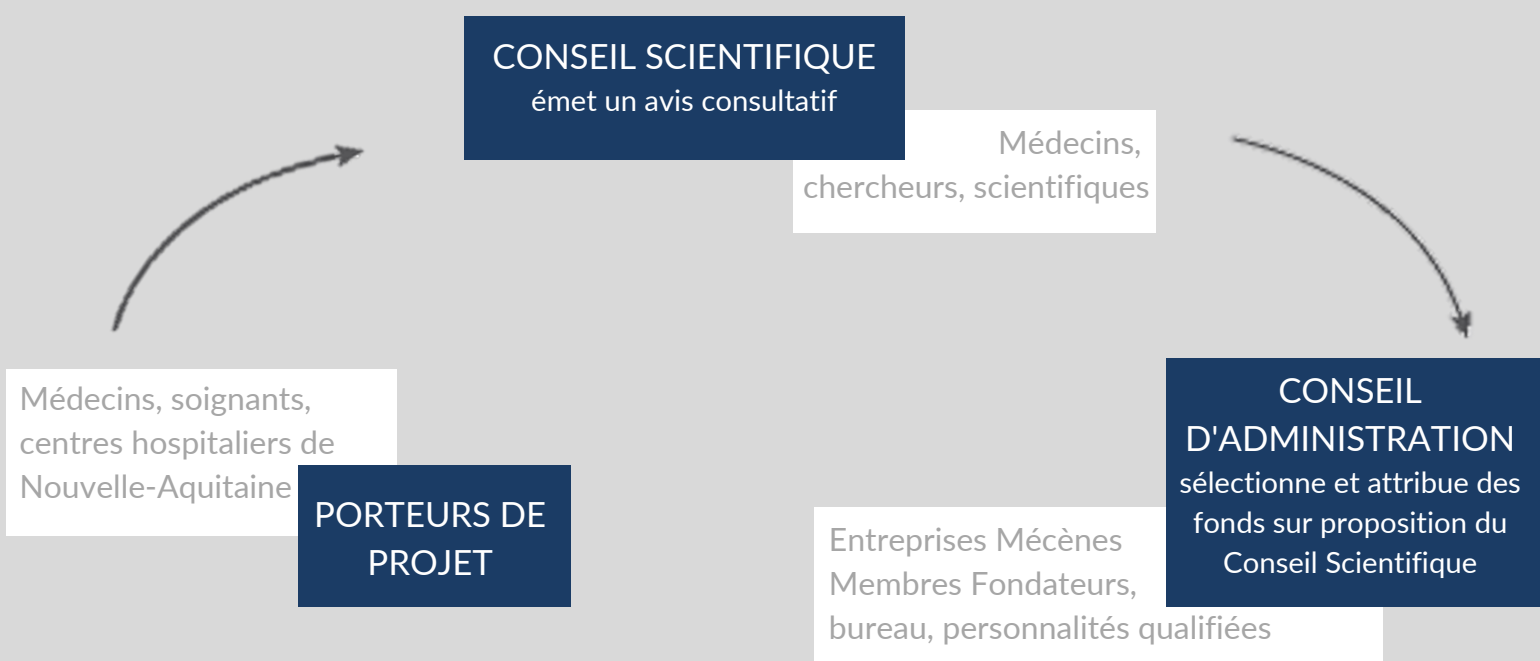 CONSEIL SCIENTIFIQUE
émet un avis consultatif
Médecins,
chercheurs, scientifiques
Médecins, soignants,
centres hospitaliers de
Nouvelle-Aquitaine
PORTEURS DE
PROJET
CONSEIL
D'ADMINISTRATION
sélectionne et attribue des
fonds sur proposition du
Conseil Scientifique
Entreprises Mécènes
Membres Fondateurs,
bureau, personnalités qualifiées